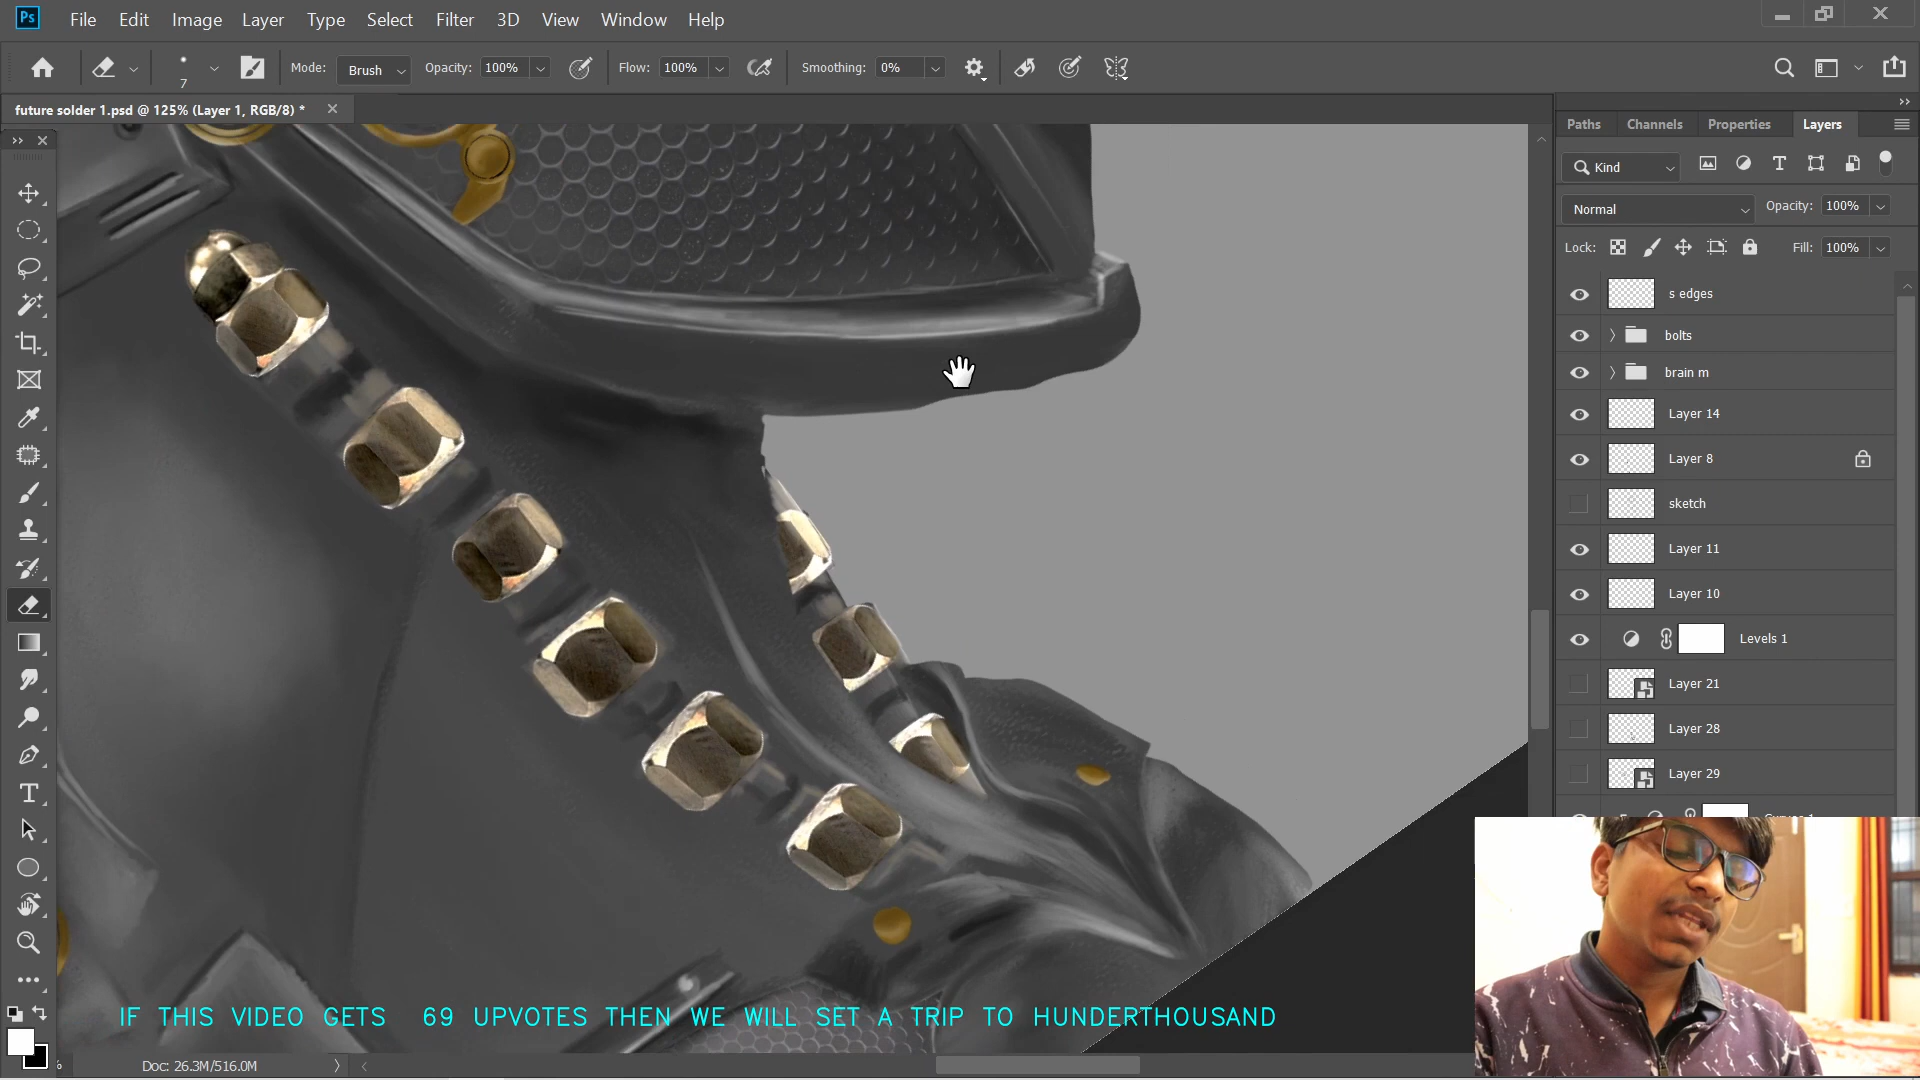 Ps File Edit Image Layer Type Select Filter 3D View Window Help
7 Mode: Brush Opacity: 100% Flow: 100% Smoothing: 0%
future solder 1.psd @ 125% (Layer 1, RGB/8) *
Paths Channels Properties Layers
Kind
Normal Opacity: 100%
Lock: Fill: 100%
s edges
bolts
brain m
Layer 14
Layer 8
sketch
Layer 11
Layer 10
Levels 1
Layer 21
Layer 28
Layer 29
IF THIS VIDEO GETS 69 UPVOTES THEN WE WILL SET A TRIP TO HUNDERTHOUSAND
% Doc: 26.3M/516.0M